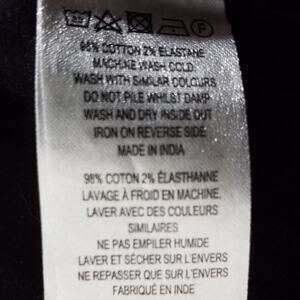 98% COTTON 2% ELASTANE
MACHINE WASH COLD
WASH WITH SIMILAR COLOURS
DO NOT PILE WHILST DAMP
WASH AND DRY INSIDE OUT
IRON ON REVERSE SIDE
MADE IN INDIA
98% COTON 2% ÉLASTHANNE
LAVAGE À FROID EN MACHINE,
LAVER AVEC DES COULEURS
SIMILAIRES
NE PAS EMPILER HUMIDE
LAVER ET SÉCHER SUR L'ENVERS
NE REPASSER QUE SUR L'ENVERS
FABRIQUÉ EN INDE